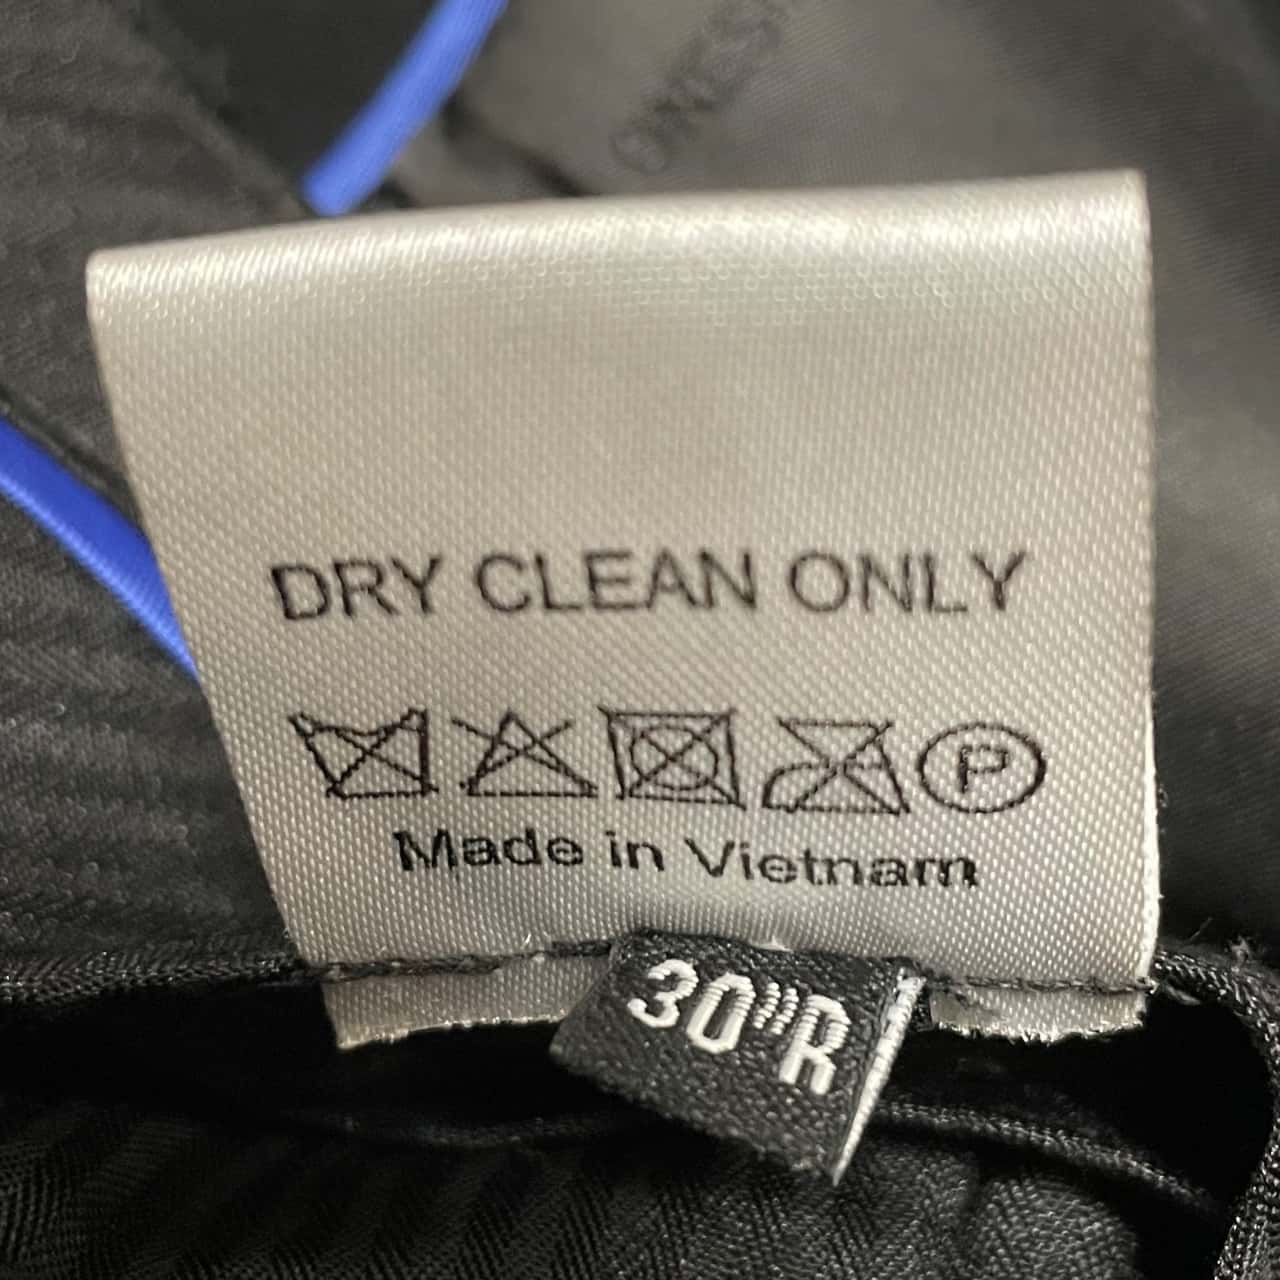 DRY CLEAN ONLY
P
Made in Vietnam
30"R